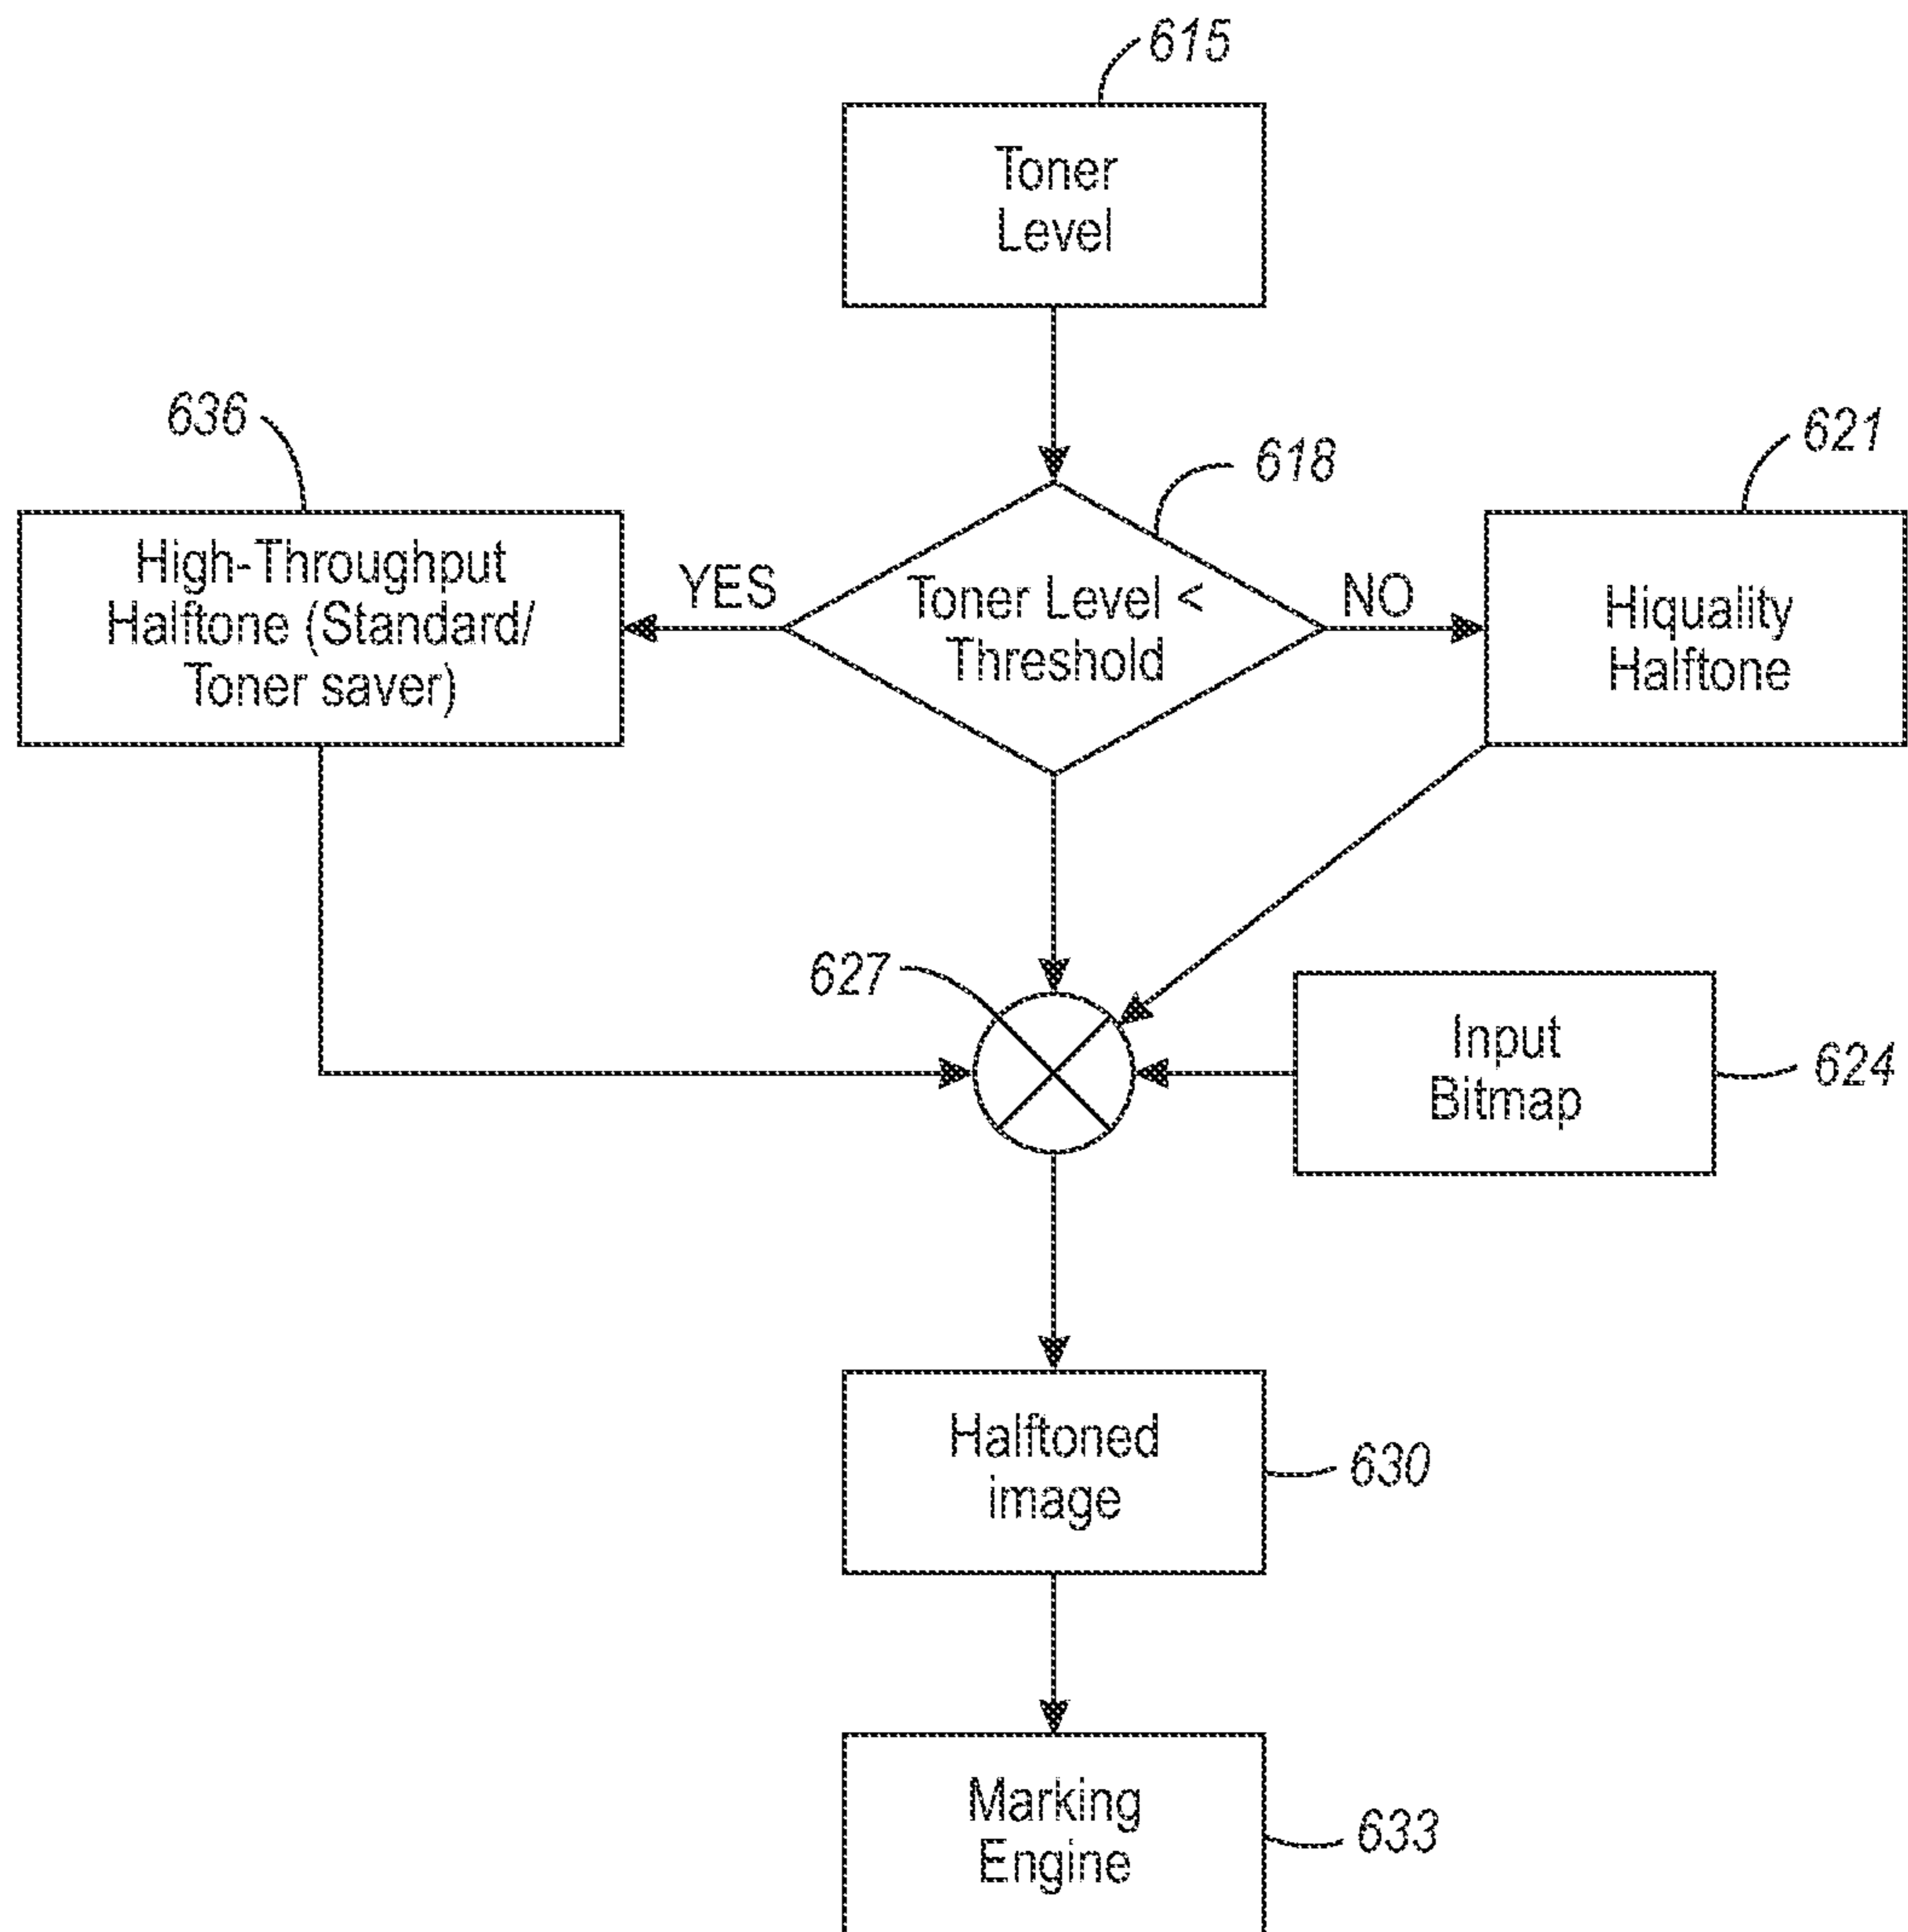 615
Toner
Level
636
618
621
High-Throughput
Halftone (Standard/
Toner saver)
YES
Toner Level <
Threshold
NO
Hiquality
Halftone
627
Input
Bitmap
624
Halftoned
image
630
Marking
Engine
633